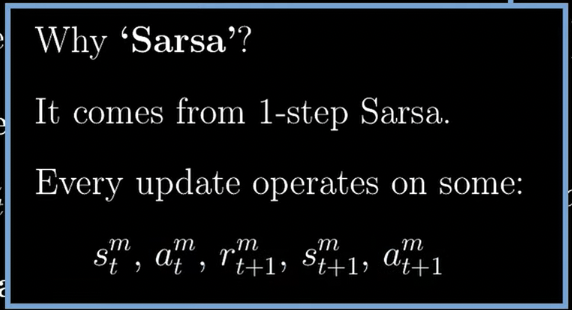 Why ‘Sarsa’?
It comes from 1-step Sarsa.
Every update operates on some:
$s_t^m, a_t^m, r_{t+1}^m, s_{t+1}^m, a_{t+1}^m$